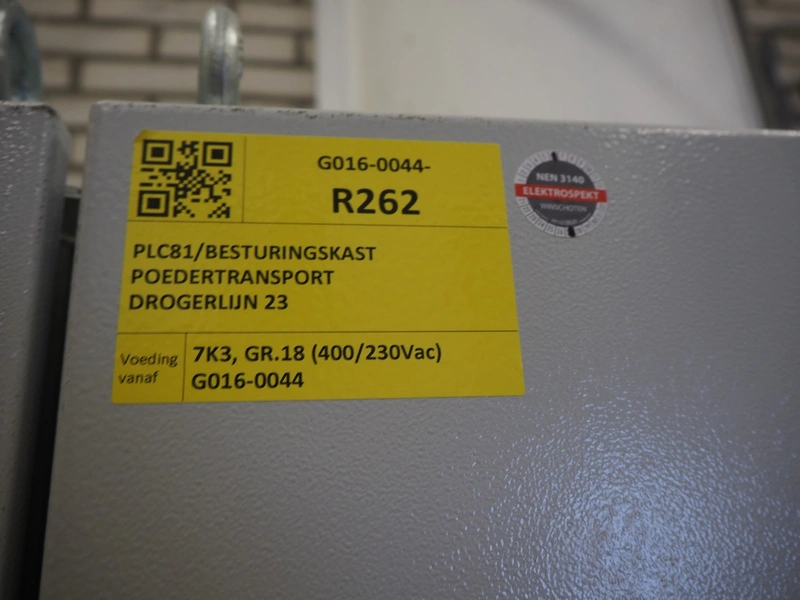 G016-0044-
R262
PLC81/BESTURINGSKAST
POEDERTRANSPORT
DROGERLIJN 23
Voeding
vanaf
7K3, GR.18 (400/230Vac)
G016-0044
NEN 3140
ELEKTROSPEKT
WINSCHOTEN